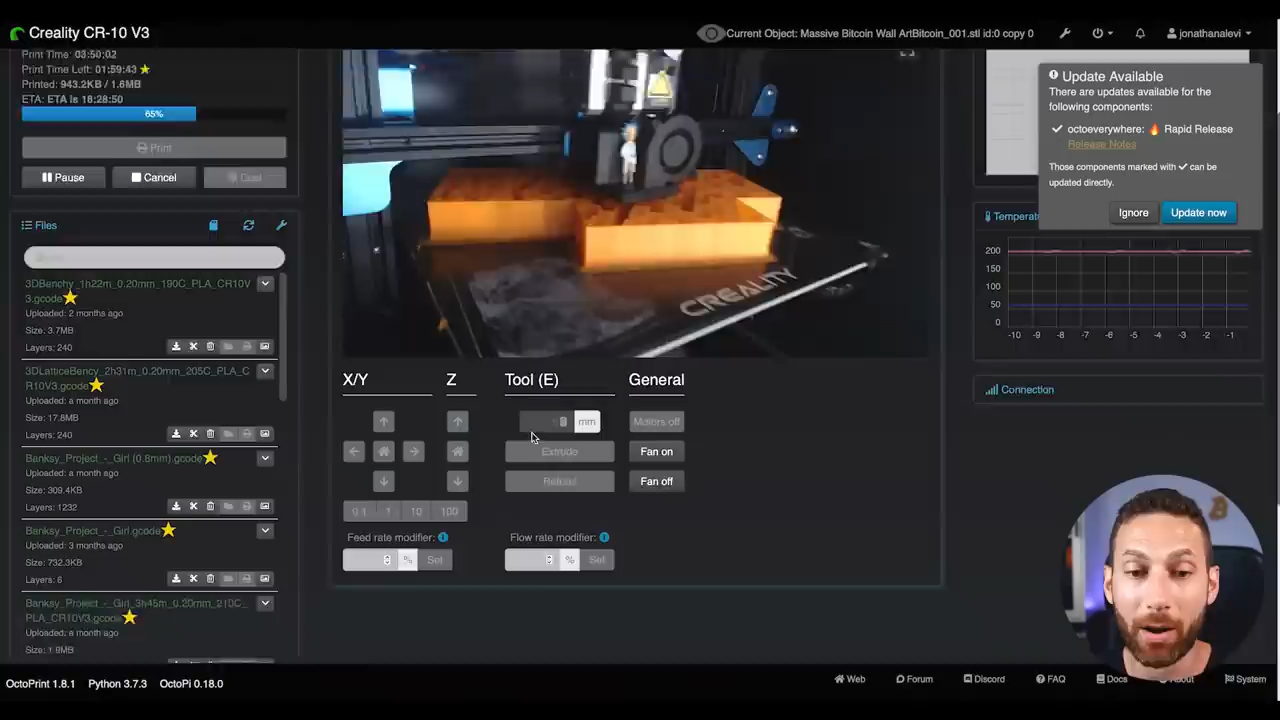 Creality CR-10 V3
Current Object: Massive Bitcoin Wall ArtBitcoin_001.stl id:0 copy 0
jonathanalevi
Print Time: 03:50:02
Print Time Left: 01:59:43
Printed: 943.2KB / 1.6MB
ETA: ETA is 18:28:50
65%
Print
Pause
Cancel
Files
3DBenchy_1h22m_0.20mm_190C_PLA_CR10V
3.gcode
Uploaded: 2 months ago
Size: 3.7MB
Layers: 240
3DLatticeBency_2h31m_0.20mm_205C_PLA_C
R10V3.gcode
Uploaded: a month ago
Size: 17.8MB
Layers: 240
Banksy_Project_-_Girl (0.8mm).gcode
Uploaded: a month ago
Size: 309.4KB
Layers: 1232
Banksy_Project_-_Girl.gcode
Uploaded: 3 months ago
Size: 732.3KB
Layers: 6
Banksy_Project_-_Girl_3h45m_0.20mm_210C_
PLA_CR10V3.gcode
Uploaded: a month ago
Size: 1.9MB
CREALITY
X/Y
Z
Tool (E)
General
mm
Motors off
Extrude
Fan on
Retract
Fan off
0.1
1
10
100
Feed rate modifier:
Flow rate modifier:
%
Set
%
Set
Update Available
There are updates available for the
following components:
octoeverywhere: 🔥 Rapid Release
Release Notes
Those components marked with ✔ can be
updated directly.
Ignore
Update now
Temperatu
200
150
100
50
0
-10
-9
-8
-7
-6
-5
-4
-3
-2
-1
Connection
OctoPrint 1.8.1
Python 3.7.3
OctoPi 0.18.0
Web
Forum
Discord
FAQ
Docs
About
System